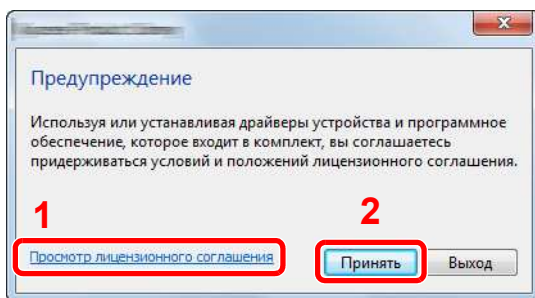 Предупреждение
Используя или устанавливая драйверы устройства и программное
обеспечение, которое входит в комплект, вы соглашаетесь
придерживаться условий и положений лицензионного соглашения.
1
2
Просмотр лицензионного соглашения
Принять
Выход